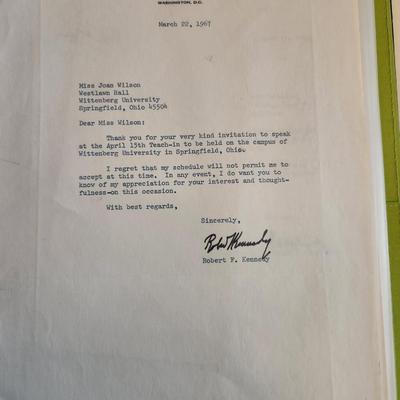 WASHINGTON, D.C.
March 22, 1967
Miss Joan Wilson
Westlawn Hall
Wittenberg University
Springfield, Ohio 45504
Dear Miss Wilson:
Thank you for your very kind invitation to speak
at the April 15th Teach-in to be held on the campus of
Wittenberg University in Springfield, Ohio.
I regret that my schedule will not permit me to
accept at this time. In any event, I do want you to
know of my appreciation for your interest and thought-
fulness on this occasion.
With best regards,
Sincerely,
Robt Kennedy
Robert F. Kennedy